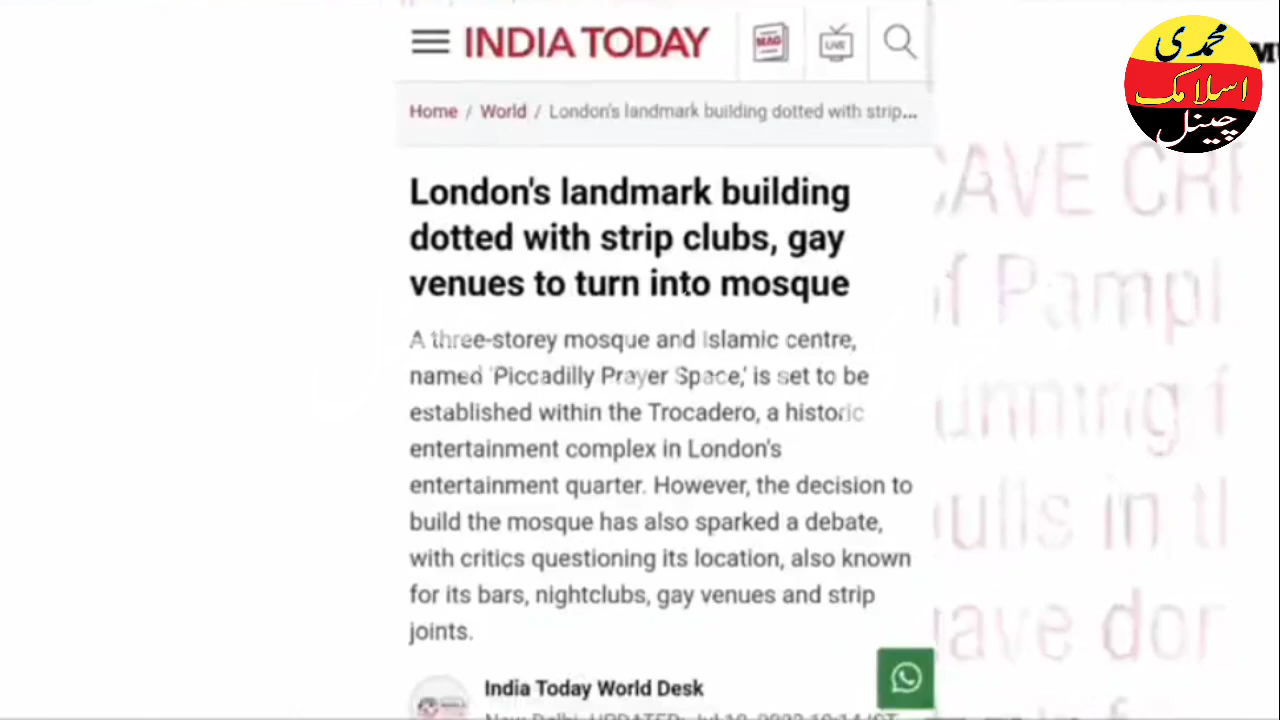 INDIA TODAY
MAG
LIVE
محمدی
اسلامک
چینل
Home / World / London's landmark building dotted with strip...
London's landmark building
dotted with strip clubs, gay
venues to turn into mosque
A three-storey mosque and Islamic centre,
named 'Piccadilly Prayer Space,' is set to be
established within the Trocadero, a historic
entertainment complex in London's
entertainment quarter. However, the decision to
build the mosque has also sparked a debate,
with critics questioning its location, also known
for its bars, nightclubs, gay venues and strip
joints.
India Today World Desk